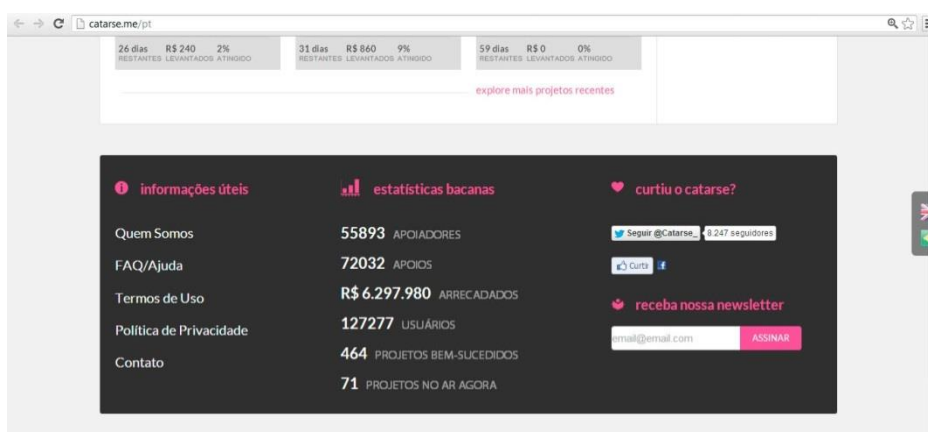 catarse.me/pt
26 dias R$ 240 2%
RESTANTES LEVANTADOS ATINGIDO
31 dias R$ 860 9%
RESTANTES LEVANTADOS ATINGIDO
59 dias R$ 0 0%
RESTANTES LEVANTADOS ATINGIDO
explore mais projetos recentes
informações úteis
Quem Somos
FAQ/Ajuda
Termos de Uso
Política de Privacidade
Contato
estatísticas bacanas
55893 APOIADORES
72032 APOIOS
R$ 6.297.980 ARRECADADOS
127277 USUÁRIOS
464 PROJETOS BEM-SUCEDIDOS
71 PROJETOS NO AR AGORA
curtiu o catarse?
Seguir @Catarse_ 8.247 seguidores
Curtir
receba nossa newsletter
email@email.com ASSINAR